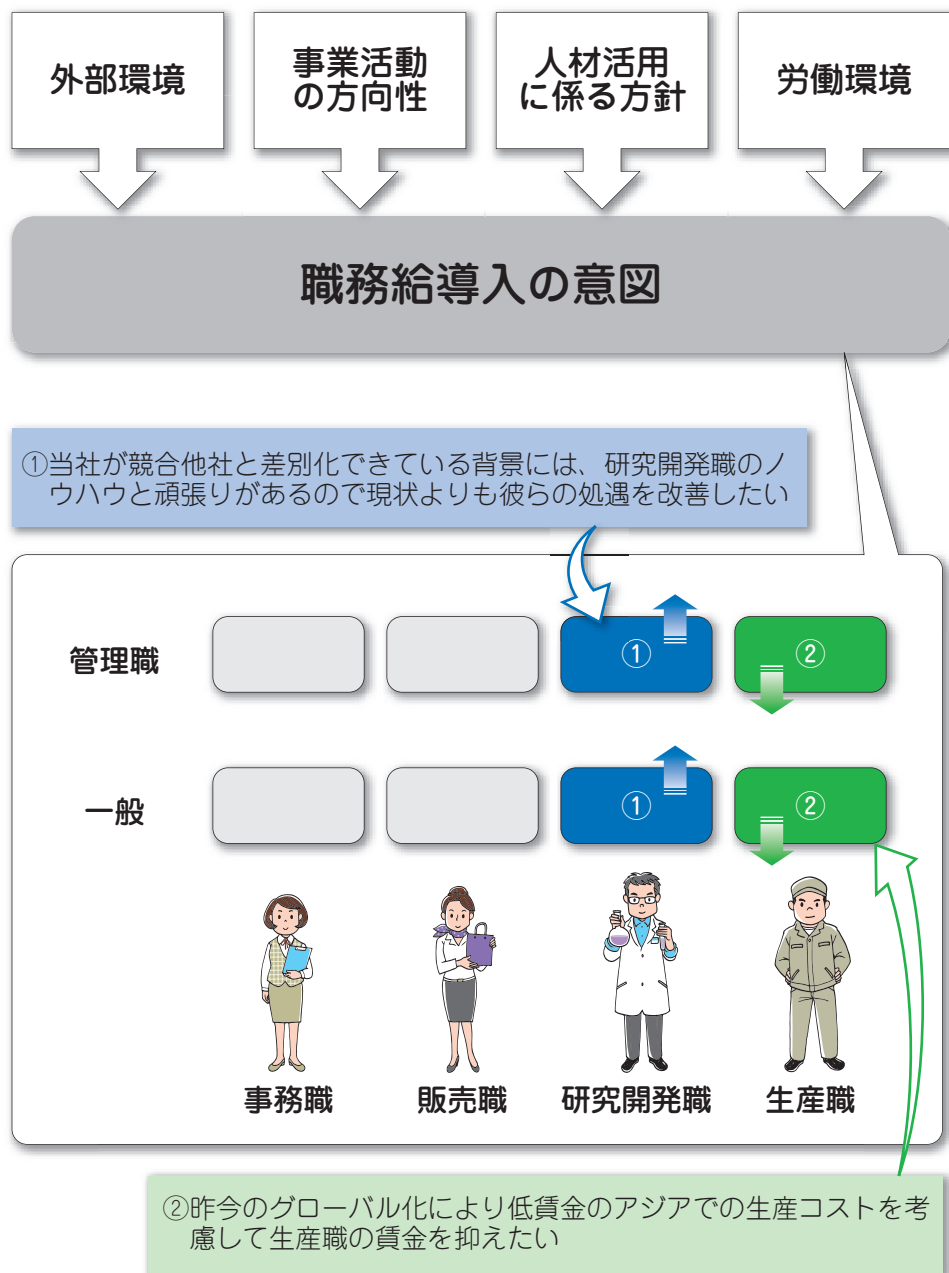 外部環境
事業活動
の方向性
人材活用
に係る方針
労働環境
職務給導入の意図
①当社が競合他社と差別化できている背景には、研究開発職のノ
ウハウと頑張りがあるので現状よりも彼らの処遇を改善したい
管理職
①
②
一般
①
②
事務職
販売職
研究開発職
生産職
②昨今のグローバル化により低賃金のアジアでの生産コストを考
慮して生産職の賃金を抑えたい